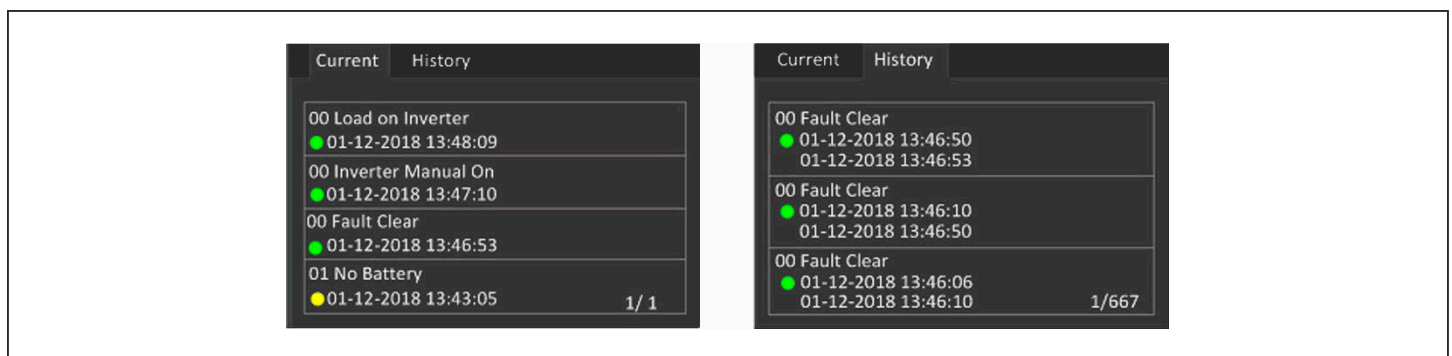 Current History
00 Load on Inverter
01-12-2018 13:48:09
00 Inverter Manual On
01-12-2018 13:47:10
00 Fault Clear
01-12-2018 13:46:53
01 No Battery
01-12-2018 13:43:05
1/ 1
Current History
00 Fault Clear
01-12-2018 13:46:50
01-12-2018 13:46:53
00 Fault Clear
01-12-2018 13:46:10
01-12-2018 13:46:50
00 Fault Clear
01-12-2018 13:46:06
01-12-2018 13:46:10
1/667